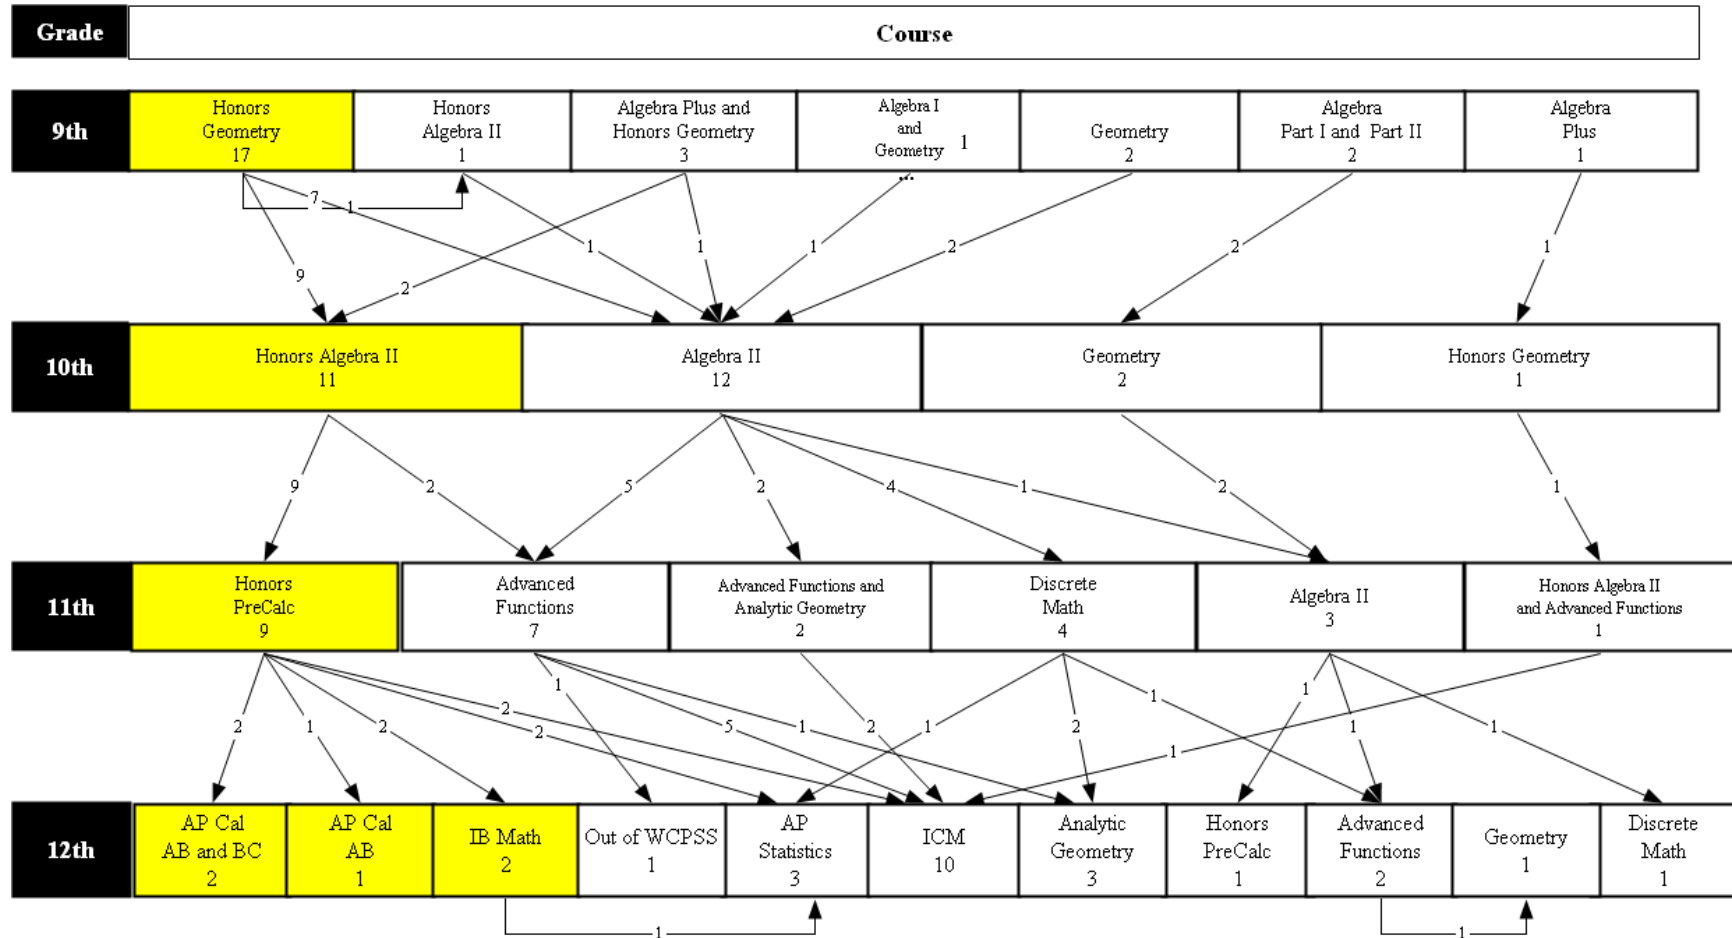 Grade
Course
9th
Honors
Geometry
17
Honors
Algebra II
1
Algebra Plus and
Honors Geometry
3
Algebra I
and
Geometry 1
...
Geometry
2
Algebra
Part I and Part II
2
Algebra
Plus
1
7
1
9
2
1
1
1
2
2
1
10th
Honors Algebra II
11
Algebra II
12
Geometry
2
Honors Geometry
1
9
2
5
2
4
1
2
1
11th
Honors
PreCalc
9
Advanced
Functions
7
Advanced Functions and
Analytic Geometry
2
Discrete
Math
4
Algebra II
3
Honors Algebra II
and Advanced Functions
1
2
1
2
2
2
1
5
1
2
1
2
1
1
1
1
1
12th
AP Cal
AB and BC
2
AP Cal
AB
1
IB Math
2
Out of WCPSS
1
AP
Statistics
3
ICM
10
Analytic
Geometry
3
Honors
PreCalc
1
Advanced
Functions
2
Geometry
1
Discrete
Math
1
1
1